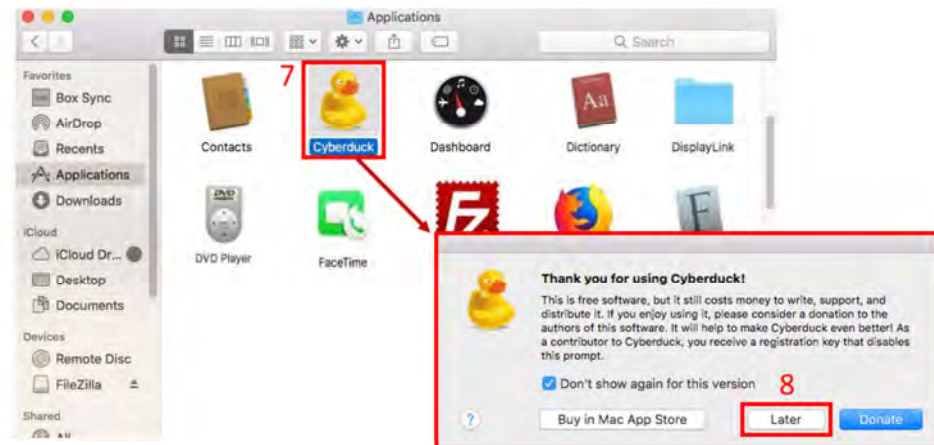 Applications
Search
Favorites
Box Sync
AirDrop
Recents
Applications
Downloads
iCloud
iCloud Dr...
Desktop
Documents
Devices
Remote Disc
FileZilla
Shared
All
7
Contacts
Cyberduck
Dashboard
Aa
Dictionary
DisplayLink
DVD
DVD Player
FaceTime
Fz
F
Thank you for using Cyberduck!
This is free software, but it still costs money to write, support, and
distribute it. If you enjoy using it, please consider a donation to the
authors of this software. It will help to make Cyberduck even better! As
a contributor to Cyberduck, you receive a registration key that disables
this prompt.
Don't show again for this version
8
?
Buy in Mac App Store
Later
Donate